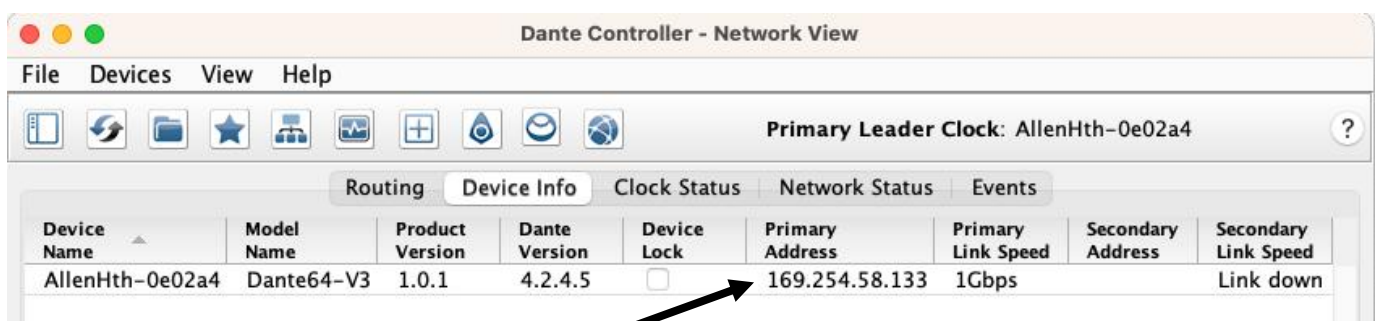 Dante Controller - Network View
File Devices View Help
Primary Leader Clock: AllenHth-0e02a4 ?
Routing Device Info Clock Status Network Status Events
Device Name Model Name Product Version Dante Version Device Lock Primary Address Primary Link Speed Secondary Address Secondary Link Speed
AllenHth-0e02a4 Dante64-V3 1.0.1 4.2.4.5 169.254.58.133 1Gbps Link down